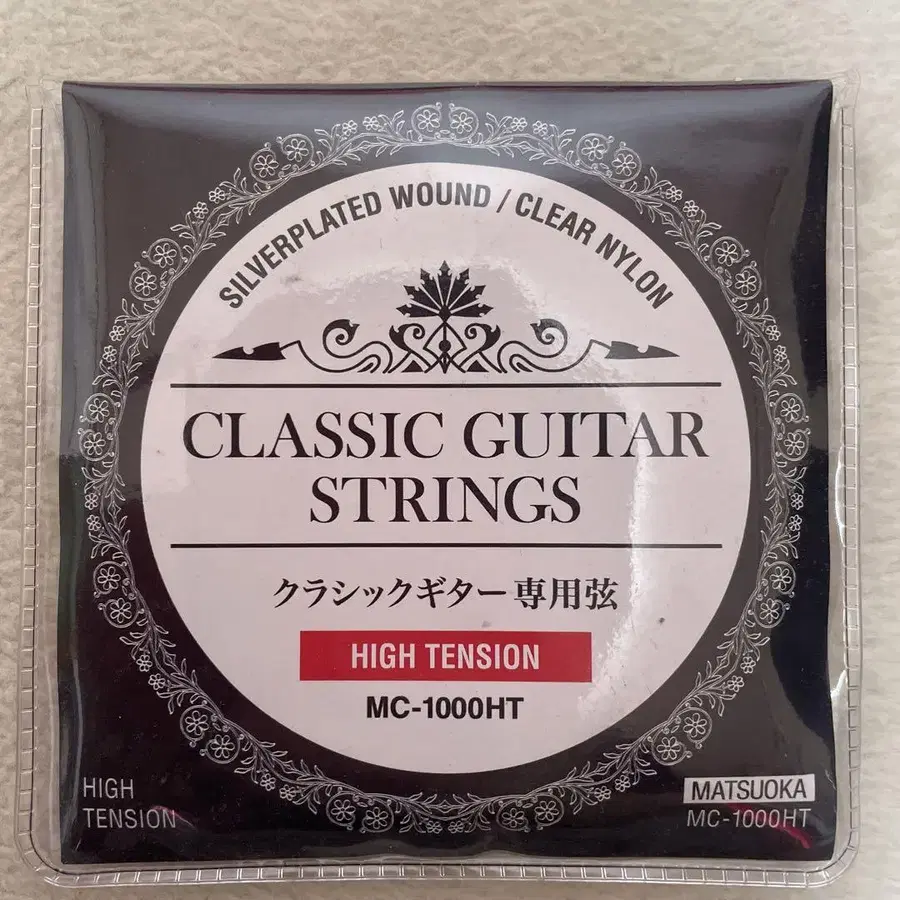 SILVERPLATED WOUND / CLEAR NYLON
CLASSIC GUITAR
STRINGS
クラシックギター専用弦
HIGH TENSION
MC-1000HT
HIGH
TENSION
MATSUOKA
MC-1000HT